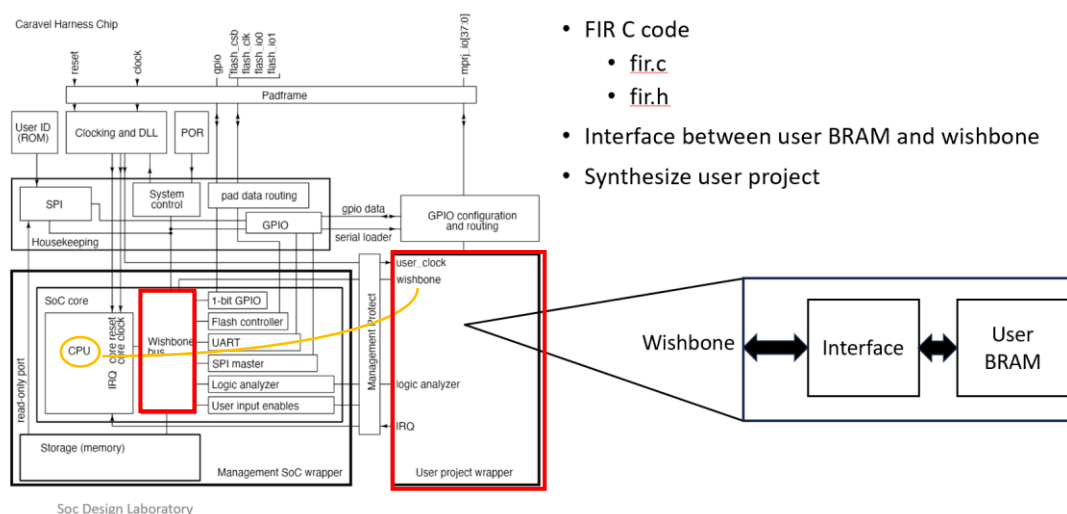 Caravel Harness Chip
reset
clock
gpio
flash_csb
flash_clk
flash_io0
flash_io1
mprj_io[37:0]
Padframe
User ID
(ROM)
Clocking and DLL
POR
SPI
System
control
pad data routing
GPIO
Housekeeping
gpio data
serial loader
GPIO configuration
and routing
SoC core
CPU
core reset
core clock
IRQ
read-only port
Wishbone
bus
1-bit GPIO
Flash controller
UART
SPI master
Logic analyzer
User input enables
Storage (memory)
Management SoC wrapper
Management Protect
user_clock
wishbone
logic analyzer
IRQ
User project wrapper
• FIR C code
• fir.c
• fir.h
• Interface between user BRAM and wishbone
• Synthesize user project
Wishbone
Interface
User
BRAM
Soc Design Laboratory